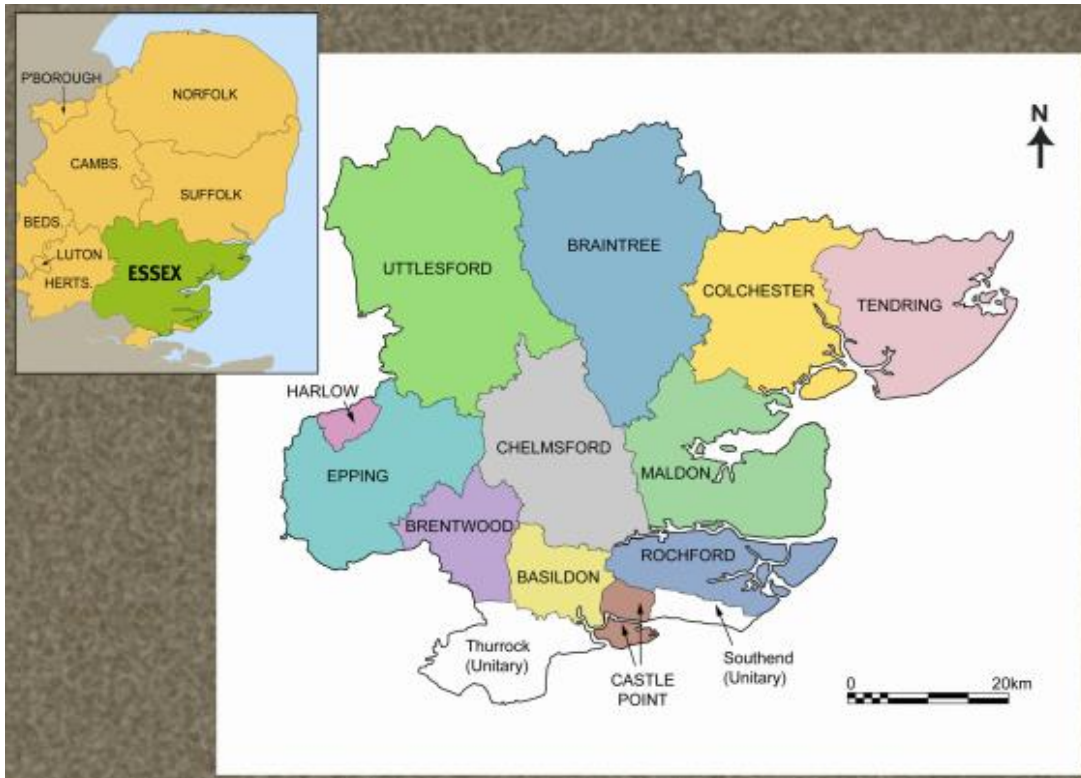 P'BOROUGH
NORFOLK
CAMBS.
SUFFOLK
BEDS.
LUTON
HERTS.
ESSEX
N
UTTLESFORD
BRAINTREE
COLCHESTER
TENDRING
HARLOW
EPPING
CHELMSFORD
MALDON
BRENTWOOD
BASILDON
ROCHFORD
Thurrock
(Unitary)
CASTLE
POINT
Southend
(Unitary)
0 20km